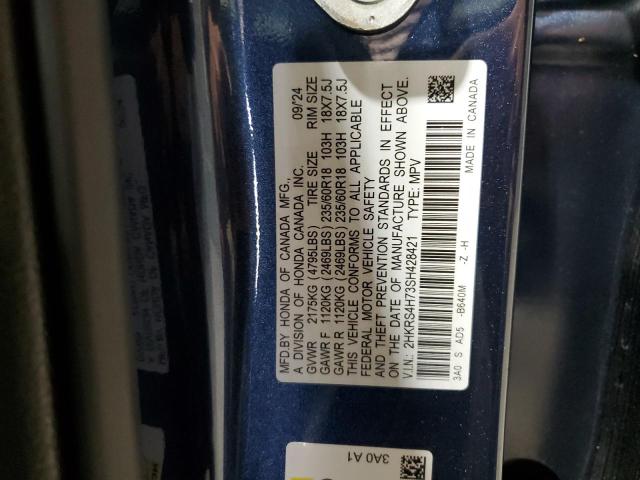 MFD.BY HONDA OF CANADA MFG., 09/24
A DIVISION OF HONDA CANADA INC.
GVWR 2175KG (4795LBS) TIRE SIZE RIM SIZE
GAWR F 1120KG (2469LBS) 235/60R18 103H 18X7.5J
GAWR R 1120KG (2469LBS) 235/60R18 103H 18X7.5J
THIS VEHICLE CONFORMS TO ALL APPLICABLE
FEDERAL MOTOR VEHICLE SAFETY
AND THEFT PREVENTION STANDARDS IN EFFECT
ON THE DATE OF MANUFACTURE SHOWN ABOVE.
V.I.N.: 2HKRS4H73SH428421 TYPE: MPV
3A0 S AD5 -B640M -Z -H MADE IN CANADA
3A0 A1